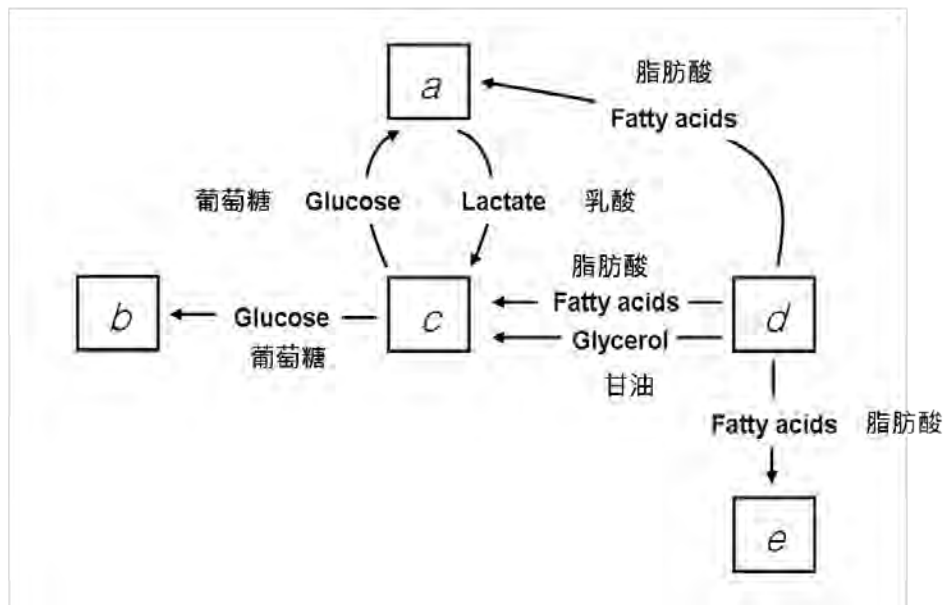 a
脂肪酸
Fatty acids
葡萄糖 Glucose Lactate 乳酸
脂肪酸
b Glucose c Fatty acids d
Glycerol
葡萄糖
甘油
Fatty acids 脂肪酸
e